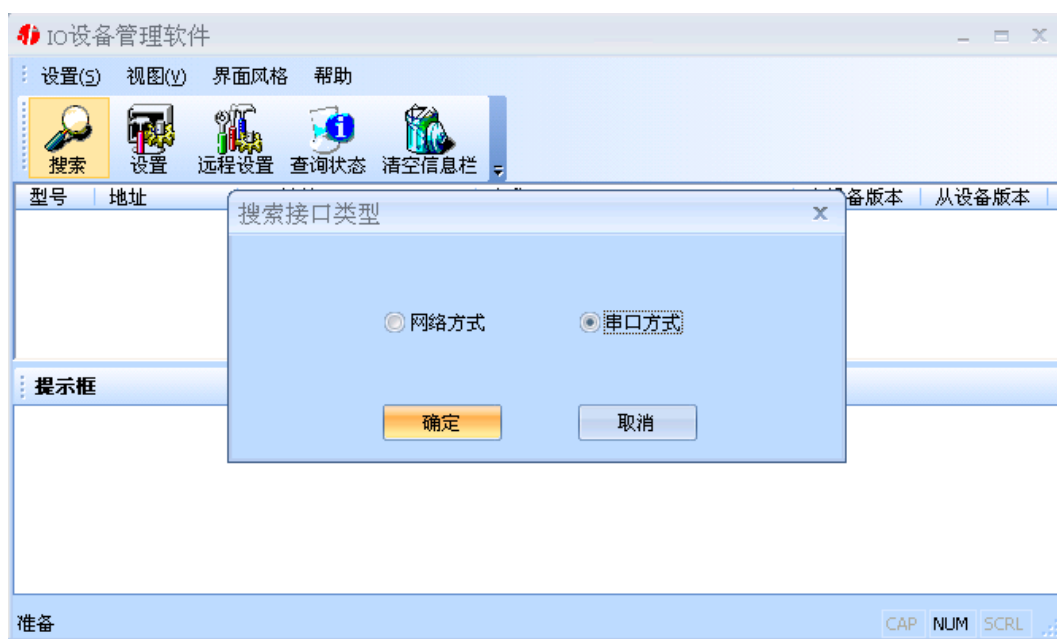 IO设备管理软件
设置(S) 视图(V) 界面风格 帮助
搜索 设置 远程设置 查询状态 清空信息栏
型号 地址 备版本 从设备版本
搜索接口类型
网络方式 串口方式
确定 取消
提示框
准备 CAP NUM SCRL